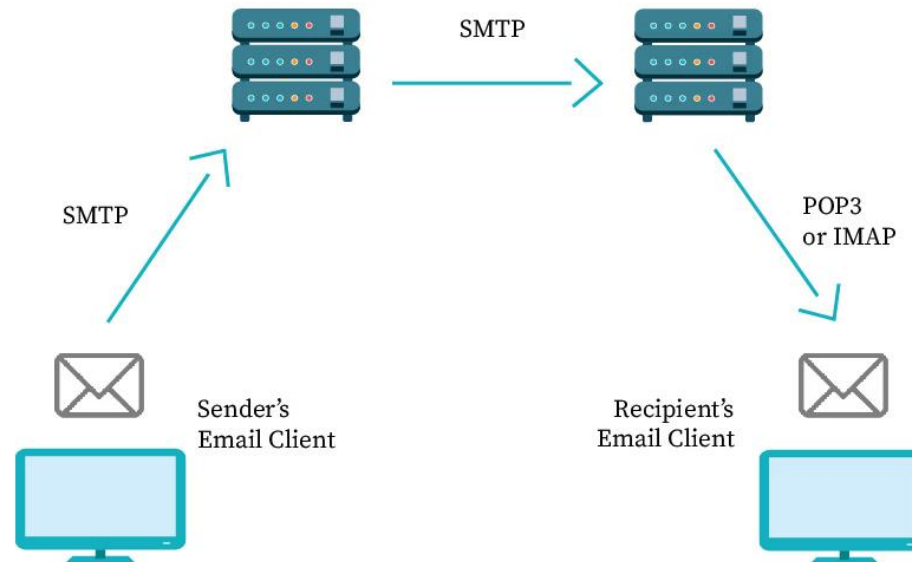 SMTP
SMTP
POP3
or IMAP
Sender’s
Email Client
Recipient’s
Email Client